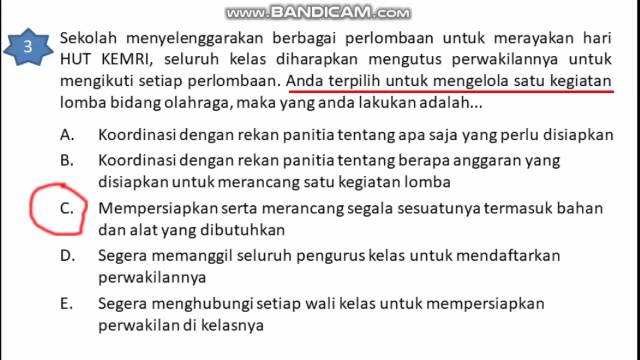 www.BANDICAM.com
3
Sekolah menyelenggarakan berbagai perlombaan untuk merayakan hari
HUT KEMRI, seluruh kelas diharapkan mengutus perwakilannya untuk
mengikuti setiap perlombaan. Anda terpilih untuk mengelola satu kegiatan
lomba bidang olahraga, maka yang anda lakukan adalah...
A. Koordinasi dengan rekan panitia tentang apa saja yang perlu disiapkan
B. Koordinasi dengan rekan panitia tentang berapa anggaran yang
disiapkan untuk merancang satu kegiatan lomba
C. Mempersiapkan serta merancang segala sesuatunya termasuk bahan
dan alat yang dibutuhkan
D. Segera memanggil seluruh pengurus kelas untuk mendaftarkan
perwakilannya
E. Segera menghubungi setiap wali kelas untuk mempersiapkan
perwakilan di kelasnya